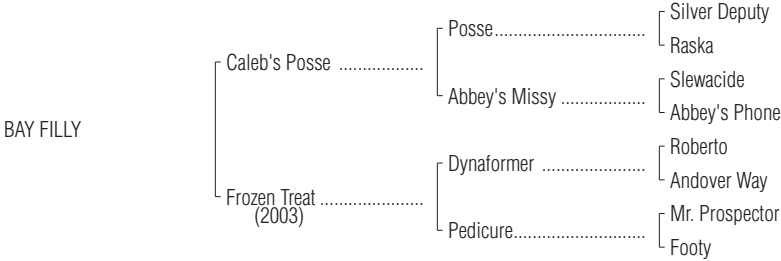 Silver Deputy
Posse..............................
Raska
Caleb's Posse .................
Slewacide
Abbey's Missy .................
Abbey's Phone
BAY FILLY
Roberto
Dynaformer .....................
Andover Way
Frozen Treat .....................
(2003)
Mr. Prospector
Pedicure...........................
Footy